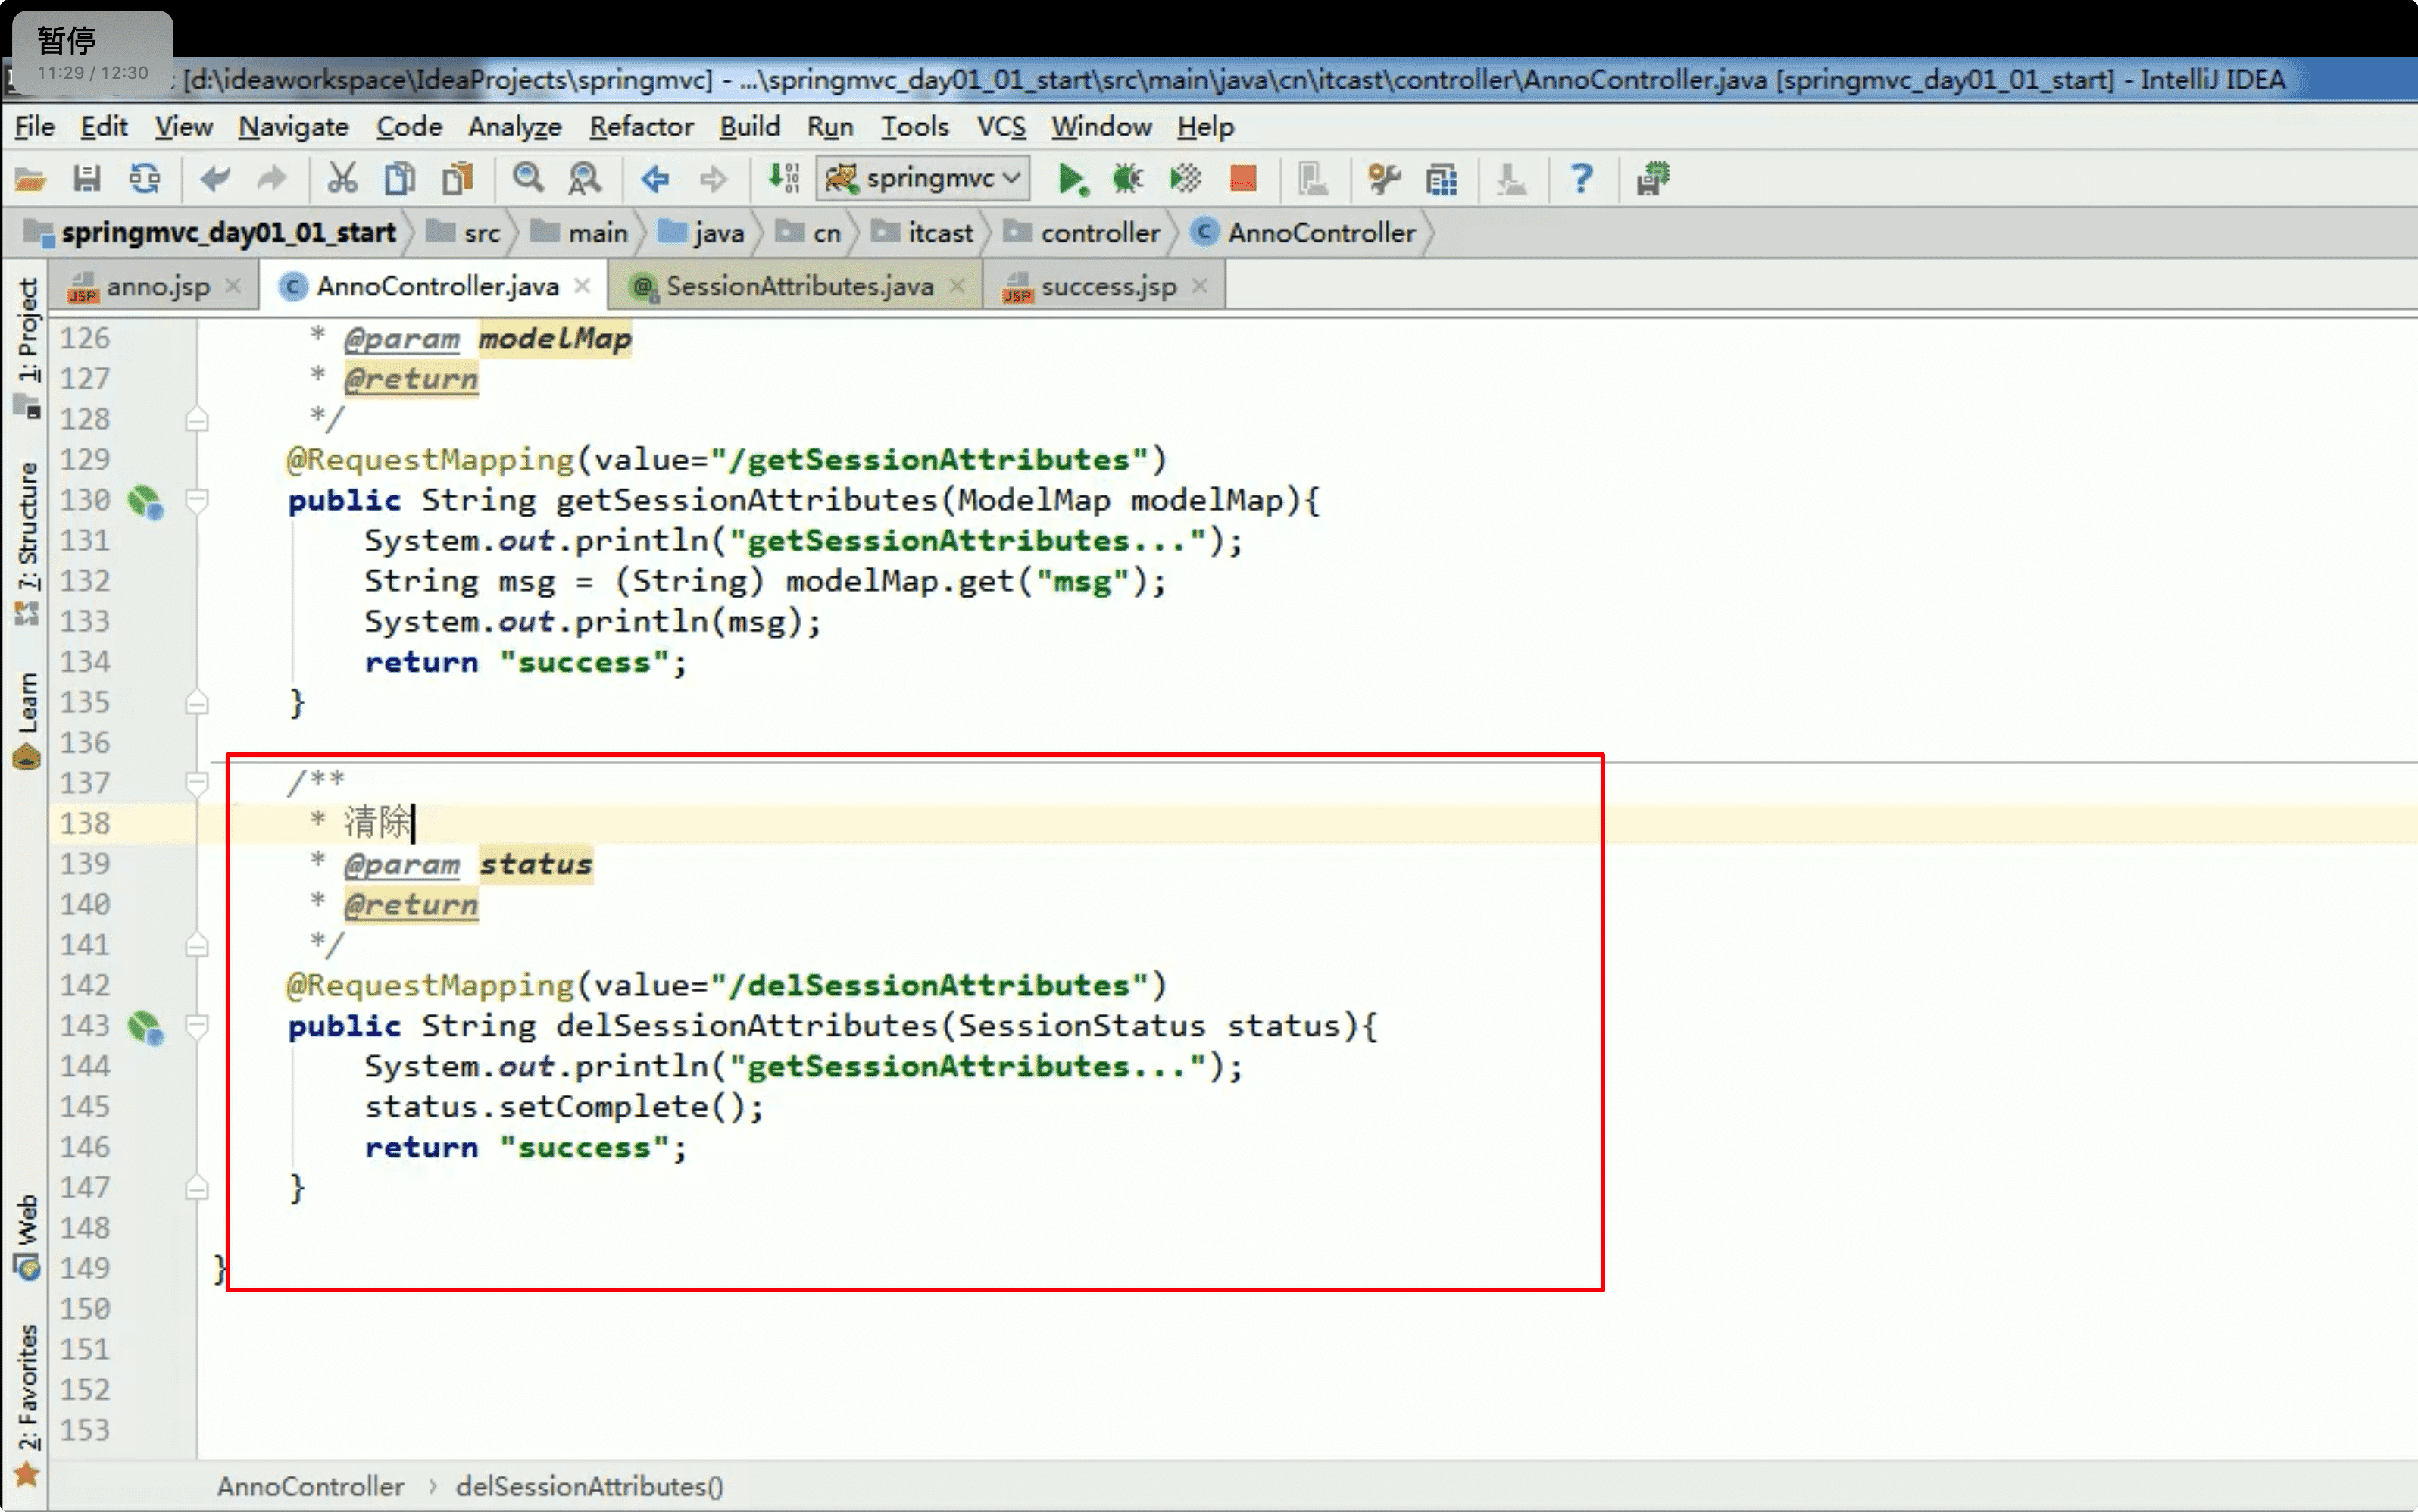 暂停
11:29 / 12:30
[d:\ideaworkspace\IdeaProjects\springmvc] - ...\springmvc_day01_01_start\src\main\java\cn\itcast\controller\AnnoController.java [springmvc_day01_01_start] - IntelliJ IDEA
File Edit View Navigate Code Analyze Refactor Build Run Tools VCS Window Help
springmvc
springmvc_day01_01_start src main java cn itcast controller AnnoController
anno.jsp AnnoController.java SessionAttributes.java success.jsp
1: Project
7: Structure
Learn
Web
2: Favorites
126 * @param modelMap
127 * @return
128 */
129 @RequestMapping(value="/getSessionAttributes")
130 public String getSessionAttributes(ModelMap modelMap){
131 System.out.println("getSessionAttributes...");
132 String msg = (String) modelMap.get("msg");
133 System.out.println(msg);
134 return "success";
135 }
136
137 /**
138 * 清除
139 * @param status
140 * @return
141 */
142 @RequestMapping(value="/delSessionAttributes")
143 public String delSessionAttributes(SessionStatus status){
144 System.out.println("getSessionAttributes...");
145 status.setComplete();
146 return "success";
147 }
148
149 }
150
151
152
153
AnnoController › delSessionAttributes()